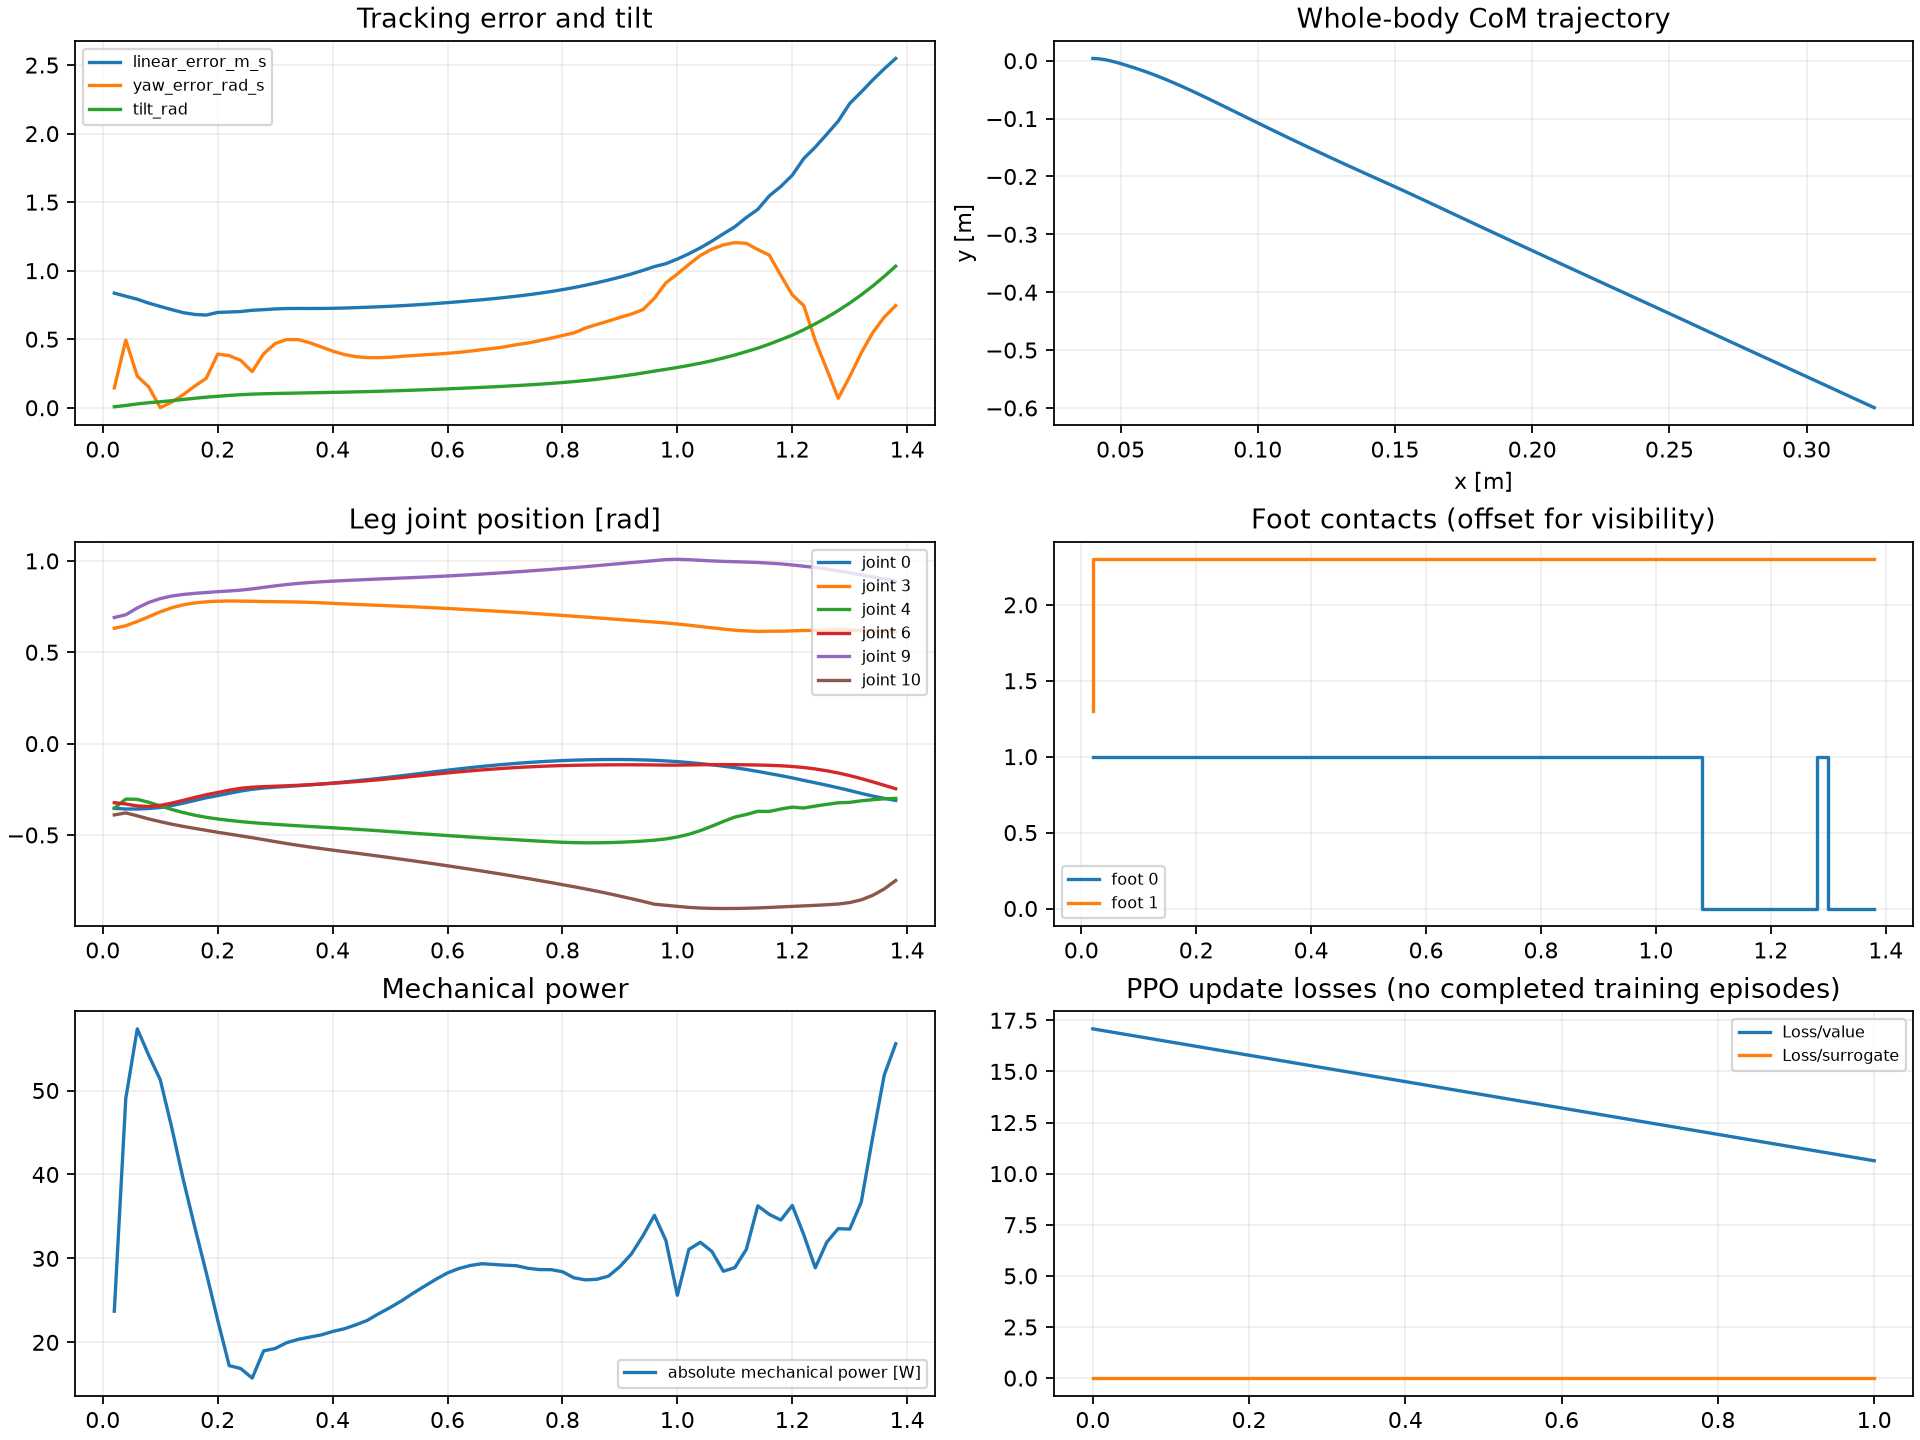 Tracking error and tilt
linear_error_m_s
yaw_error_rad_s
tilt_rad
2.5
2.0
1.5
1.0
0.5
0.0
0.0 0.2 0.4 0.6 0.8 1.0 1.2 1.4
Whole-body CoM trajectory
y [m]
0.0
−0.1
−0.2
−0.3
−0.4
−0.5
−0.6
0.05 0.10 0.15 0.20 0.25 0.30
x [m]
Leg joint position [rad]
joint 0
joint 3
joint 4
joint 6
joint 9
joint 10
1.0
0.5
0.0
−0.5
0.0 0.2 0.4 0.6 0.8 1.0 1.2 1.4
Foot contacts (offset for visibility)
2.0
1.5
1.0
0.5
0.0
foot 0
foot 1
0.0 0.2 0.4 0.6 0.8 1.0 1.2 1.4
Mechanical power
50
40
30
20
absolute mechanical power [W]
0.0 0.2 0.4 0.6 0.8 1.0 1.2 1.4
PPO update losses (no completed training episodes)
Loss/value
Loss/surrogate
17.5
15.0
12.5
10.0
7.5
5.0
2.5
0.0
0.0 0.2 0.4 0.6 0.8 1.0